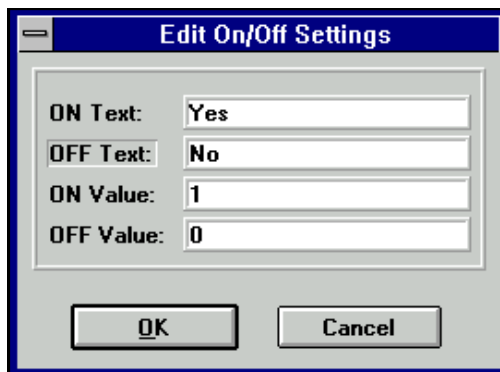 Edit On/Off Settings
ON Text: Yes
OFF Text: No
ON Value: 1
OFF Value: 0
OK Cancel